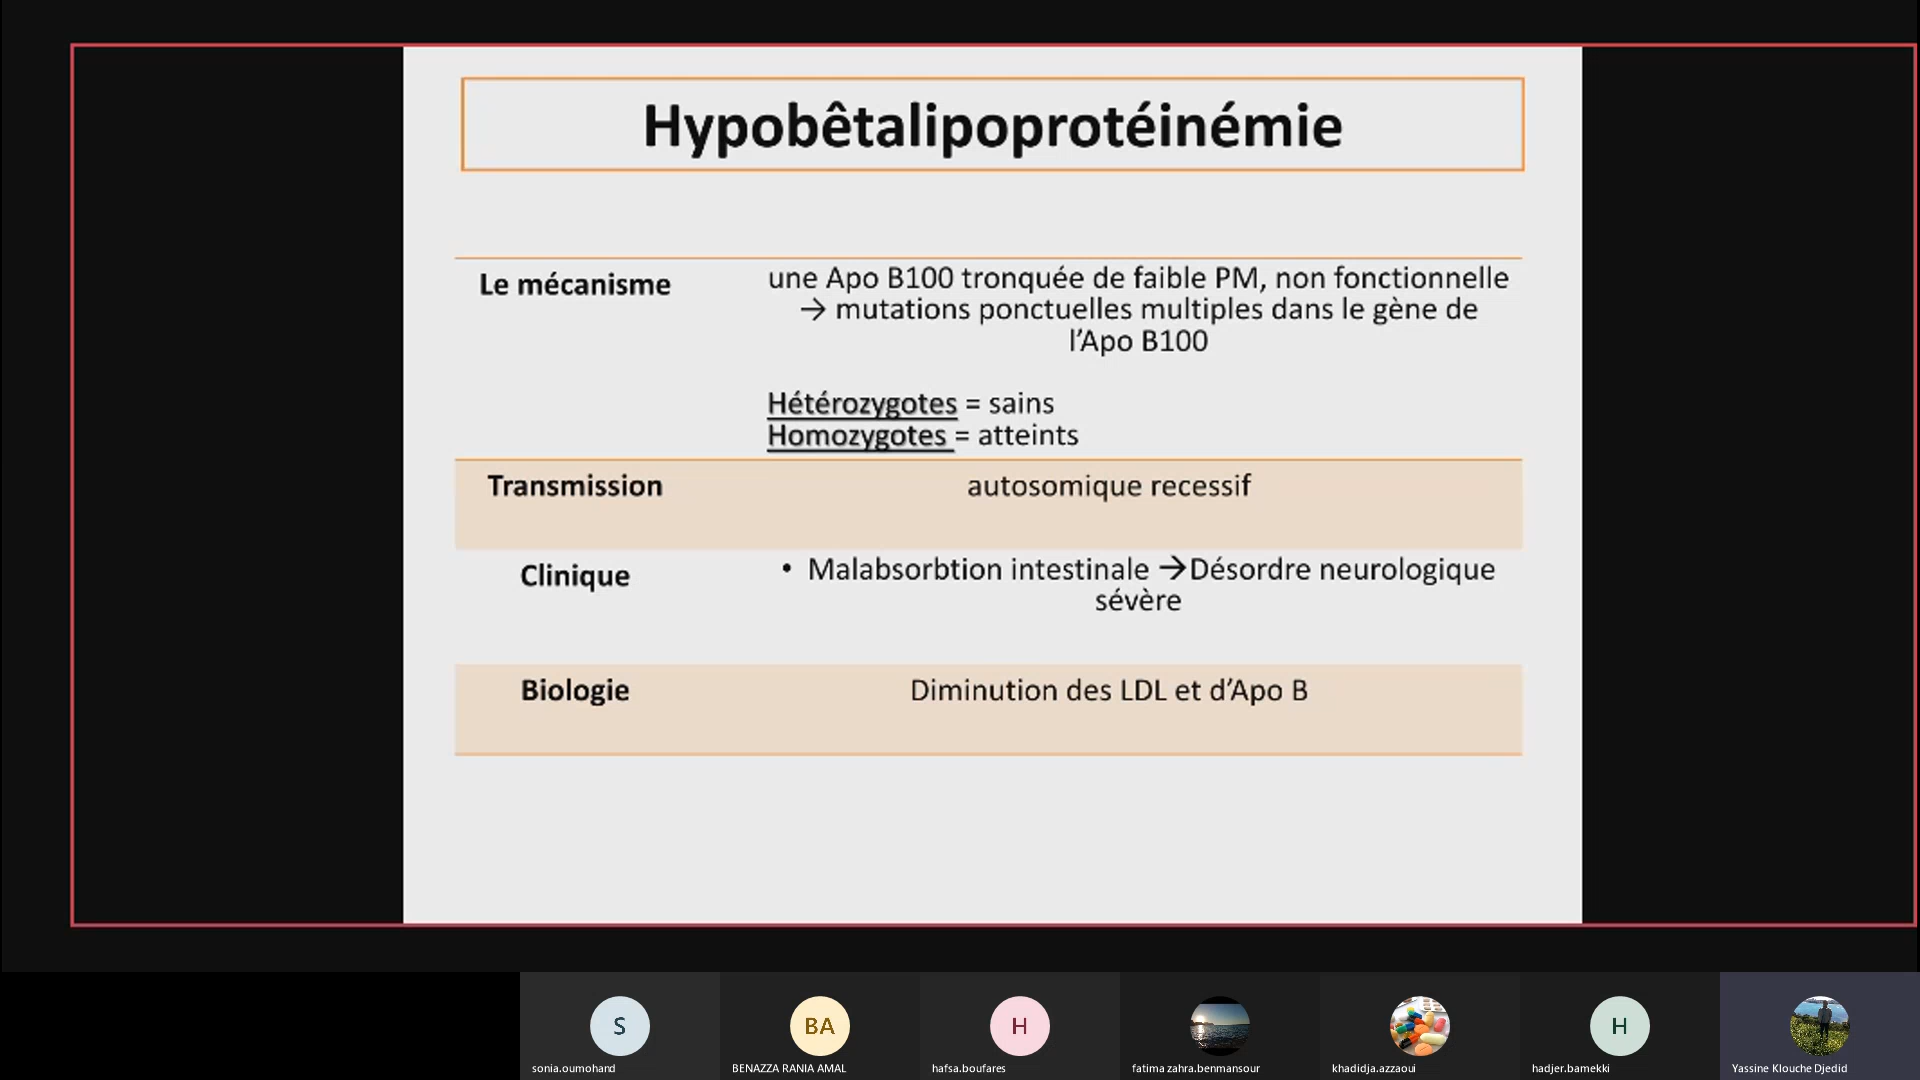 Hypobêtalipoprotéinémie
Le mécanisme
une Apo B100 tronquée de faible PM, non fonctionnelle
→ mutations ponctuelles multiples dans le gène de
l’Apo B100
Hétérozygotes = sains
Homozygotes = atteints
Transmission
autosomique recessif
Clinique
• Malabsorbtion intestinale →Désordre neurologique
sévère
Biologie
Diminution des LDL et d’Apo B
S
BA
H
H
sonia.oumohand
BENAZZA RANIA AMAL
hafsa.boufares
fatima zahra.benmansour
khadidja.azzaoui
hadjer.bamekki
Yassine Klouche Djedid